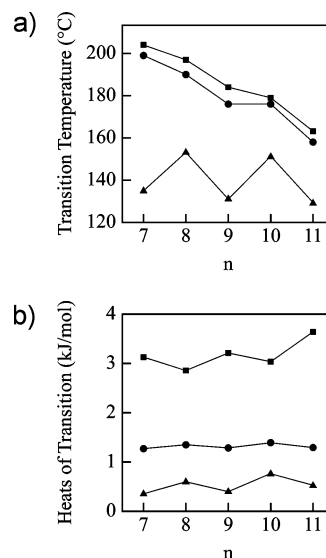 a)
Transition Temperature (°C)
200
180
160
140
120
7 8 9 10 11
n
b)
Heats of Transition (kJ/mol)
4
3
2
1
0
7 8 9 10 11
n